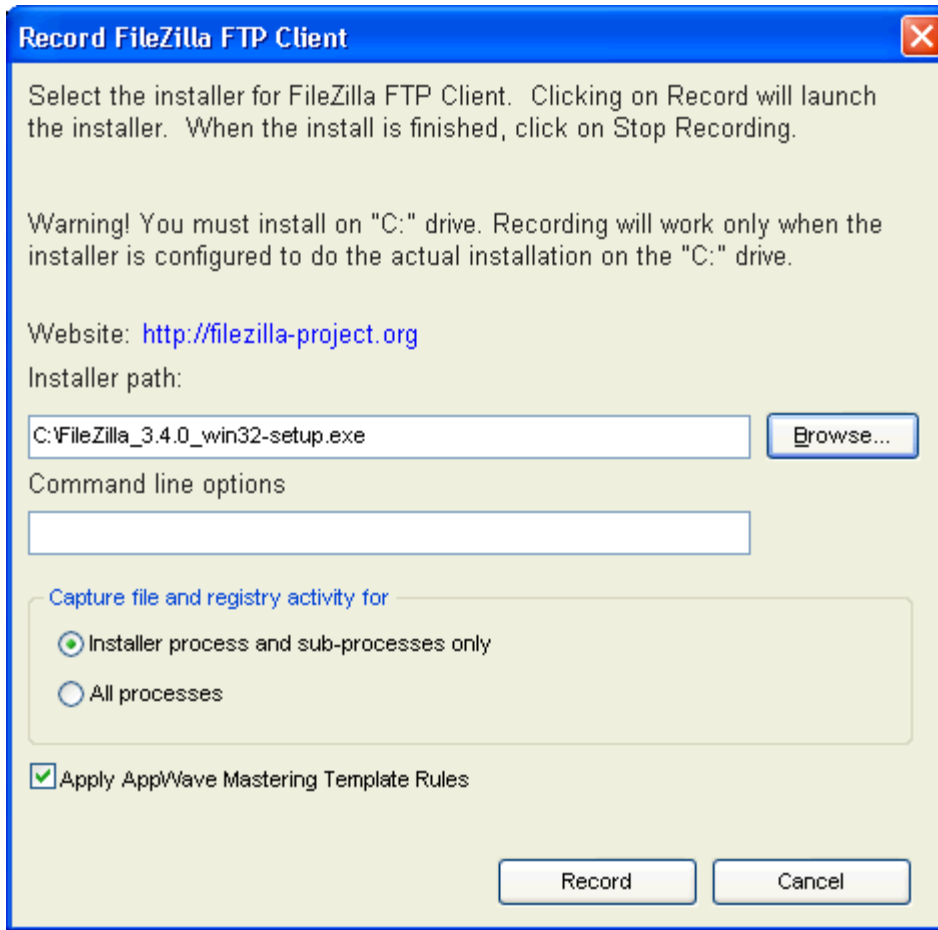 Record FileZilla FTP Client
Select the installer for FileZilla FTP Client.  Clicking on Record will launch
the installer.  When the install is finished, click on Stop Recording.
Warning! You must install on "C:" drive. Recording will work only when the
installer is configured to do the actual installation on the "C:" drive.
Website: http://filezilla-project.org
Installer path:
C:\FileZilla_3.4.0_win32-setup.exe
Browse...
Command line options
Capture file and registry activity for
Installer process and sub-processes only
All processes
Apply AppWave Mastering Template Rules
Record
Cancel